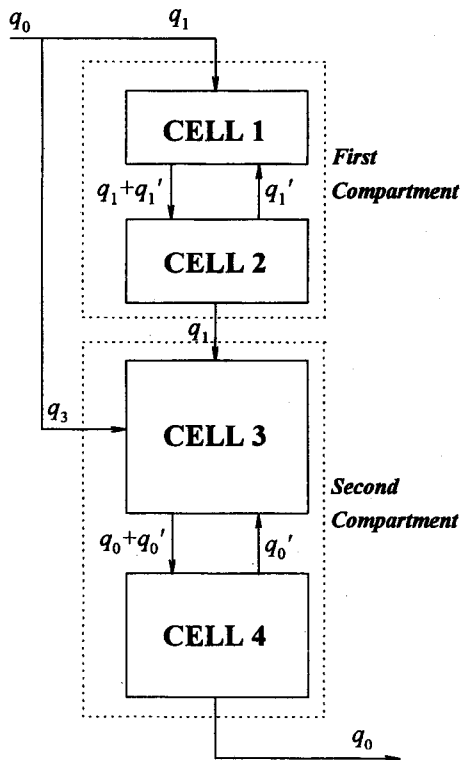 q₀
q₁
CELL 1
First
Compartment
q₁+q₁′
q₁′
CELL 2
q₁
q₃
CELL 3
Second
Compartment
q₀+q₀′
q₀′
CELL 4
q₀